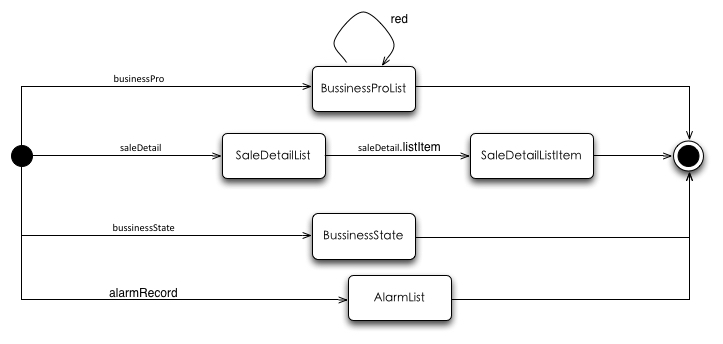 red
businessPro
BussinessProList
saleDetail
SaleDetailList
saleDetail.listItem
SaleDetailListItem
bussinessState
BussinessState
alarmRecord
AlarmList